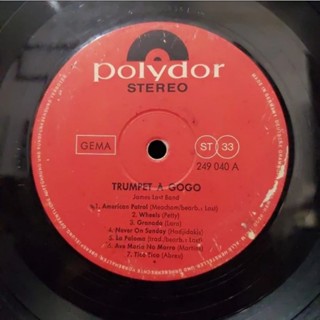 polydor
STEREO
GEMA
ST 33
249 040 A
TRUMPET À GOGO
James Last Band
1. American Patrol (Meacham/bearb.: Last)
2. Wheels (Petty)
3. Granada (Lara)
4. Never On Sunday (Hadjidakis)
5. La Paloma (trad./bearb.: Last)
6. Ave Maria No Morro (Martins)
7. Tico Tico (Abreu)